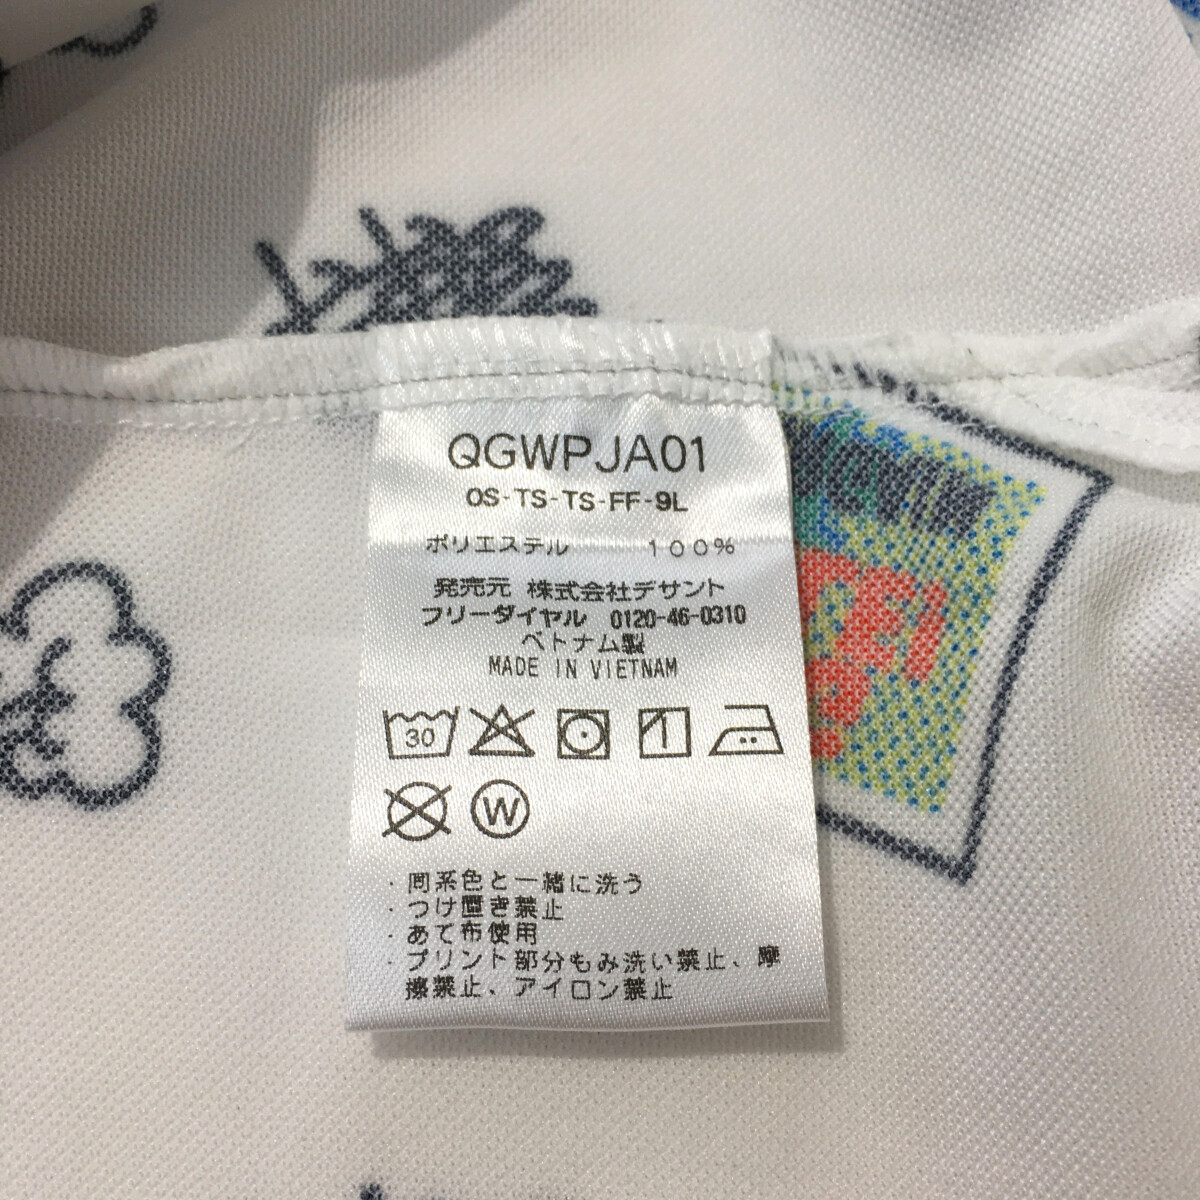 QGWPJA01
OS-TS-TS-FF-9L
ポリエステル 100%
発売元 株式会社デサント
フリーダイヤル 0120-46-0310
ベトナム製
MADE IN VIETNAM
30
W
・同系色と一緒に洗う
・つけ置き禁止
・あて布使用
・プリント部分もみ洗い禁止、摩
擦禁止、アイロン禁止